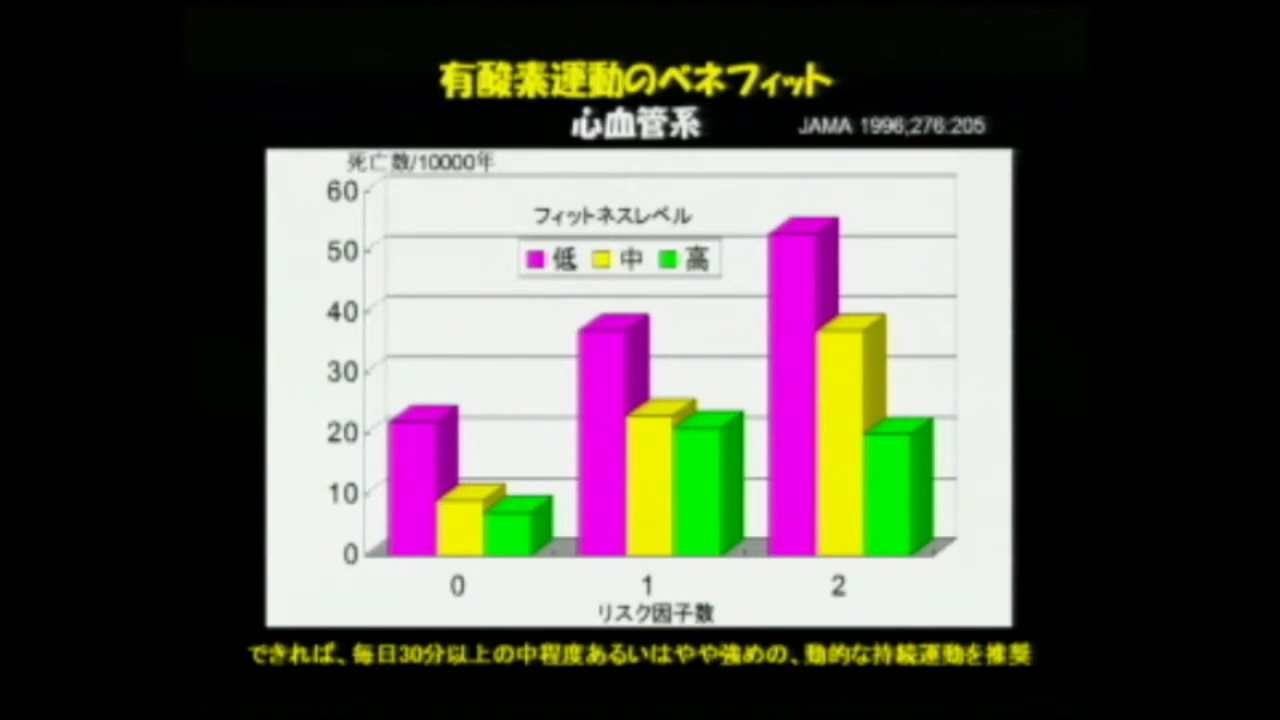 有酸素運動のベネフィット
心血管系
JAMA 1996;276:205
死亡数/10000年
60
50
40
30
20
10
0
フィットネスレベル
低 中 高
0 1 2
リスク因子数
できれば、毎日30分以上の中程度あるいはやや強めの、動的な持続運動を推奨